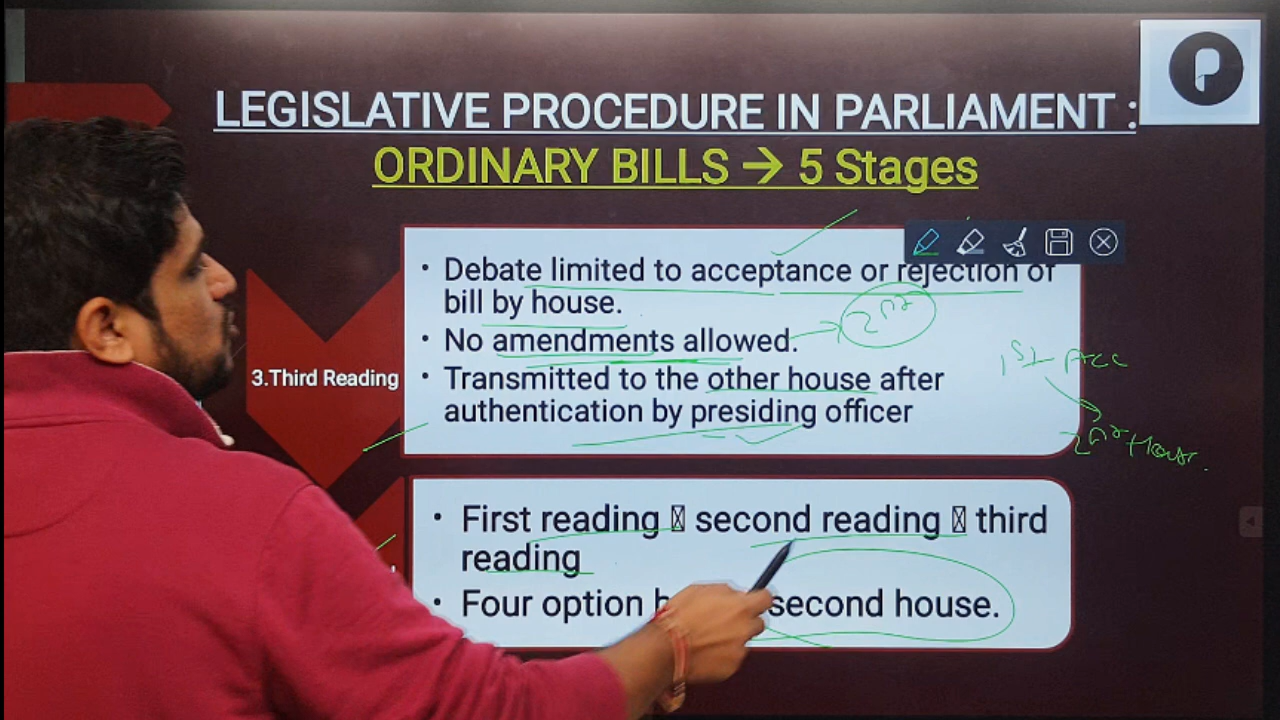 LEGISLATIVE PROCEDURE IN PARLIAMENT :
ORDINARY BILLS → 5 Stages
• Debate limited to acceptance or rejection of
bill by house.
• No amendments allowed.
2nd
3.Third Reading
• Transmitted to the other house after
authentication by presiding officer
1st
2nd House.
• First reading second reading third
reading
• Four option second house.